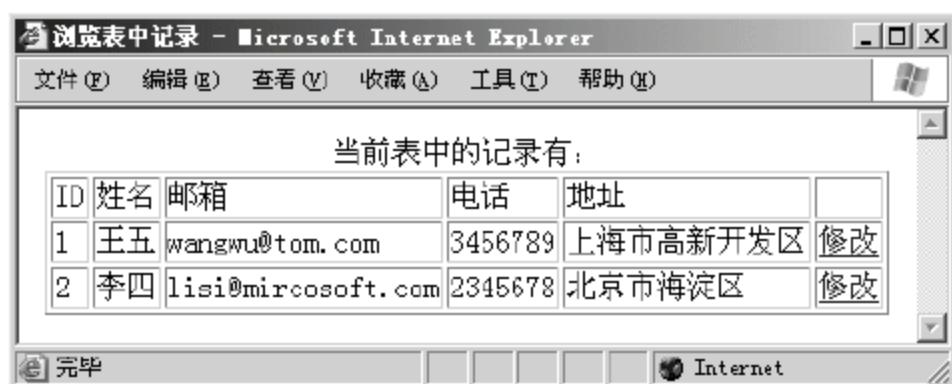 浏览表中记录 - Microsoft Internet Explorer
文件(F) 编辑(E) 查看(V) 收藏(A) 工具(T) 帮助(H)
当前表中的记录有：
ID 姓名 邮箱 电话 地址
1 王五 wangwu@tom.com 3456789 上海市高新开发区 修改
2 李四 lisi@mircosoft.com 2345678 北京市海淀区 修改
完毕 Internet